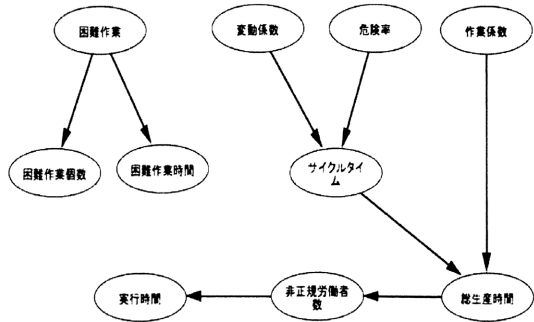 困難作業
変動係数
危険率
作業係数
困難作業個数
困難作業時間
サイクルタイ
ム
実行時間
非正規労働者
数
総生産時間